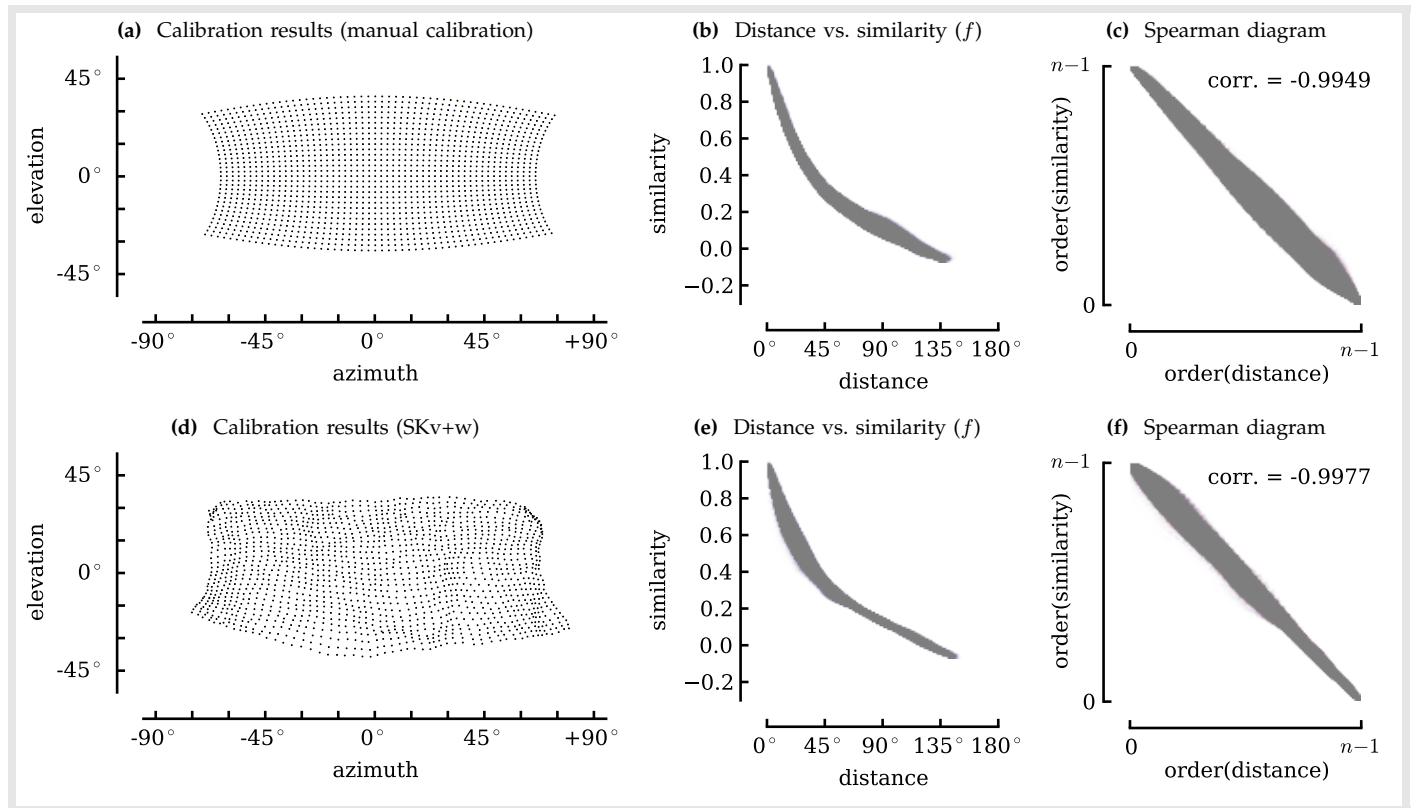 (a) Calibration results (manual calibration)
45°
0°
-45°
elevation
-90° -45° 0° 45° +90°
azimuth
(b) Distance vs. similarity (f)
1.0
0.8
0.6
0.4
0.2
0.0
−0.2
similarity
0° 45° 90° 135° 180°
distance
(c) Spearman diagram
n−1
corr. = -0.9949
order(similarity)
0
0 n−1
order(distance)
(d) Calibration results (SKv+w)
45°
0°
-45°
elevation
-90° -45° 0° 45° +90°
azimuth
(e) Distance vs. similarity (f)
1.0
0.8
0.6
0.4
0.2
0.0
−0.2
similarity
0° 45° 90° 135° 180°
distance
(f) Spearman diagram
n−1
corr. = -0.9977
order(similarity)
0
0 n−1
order(distance)